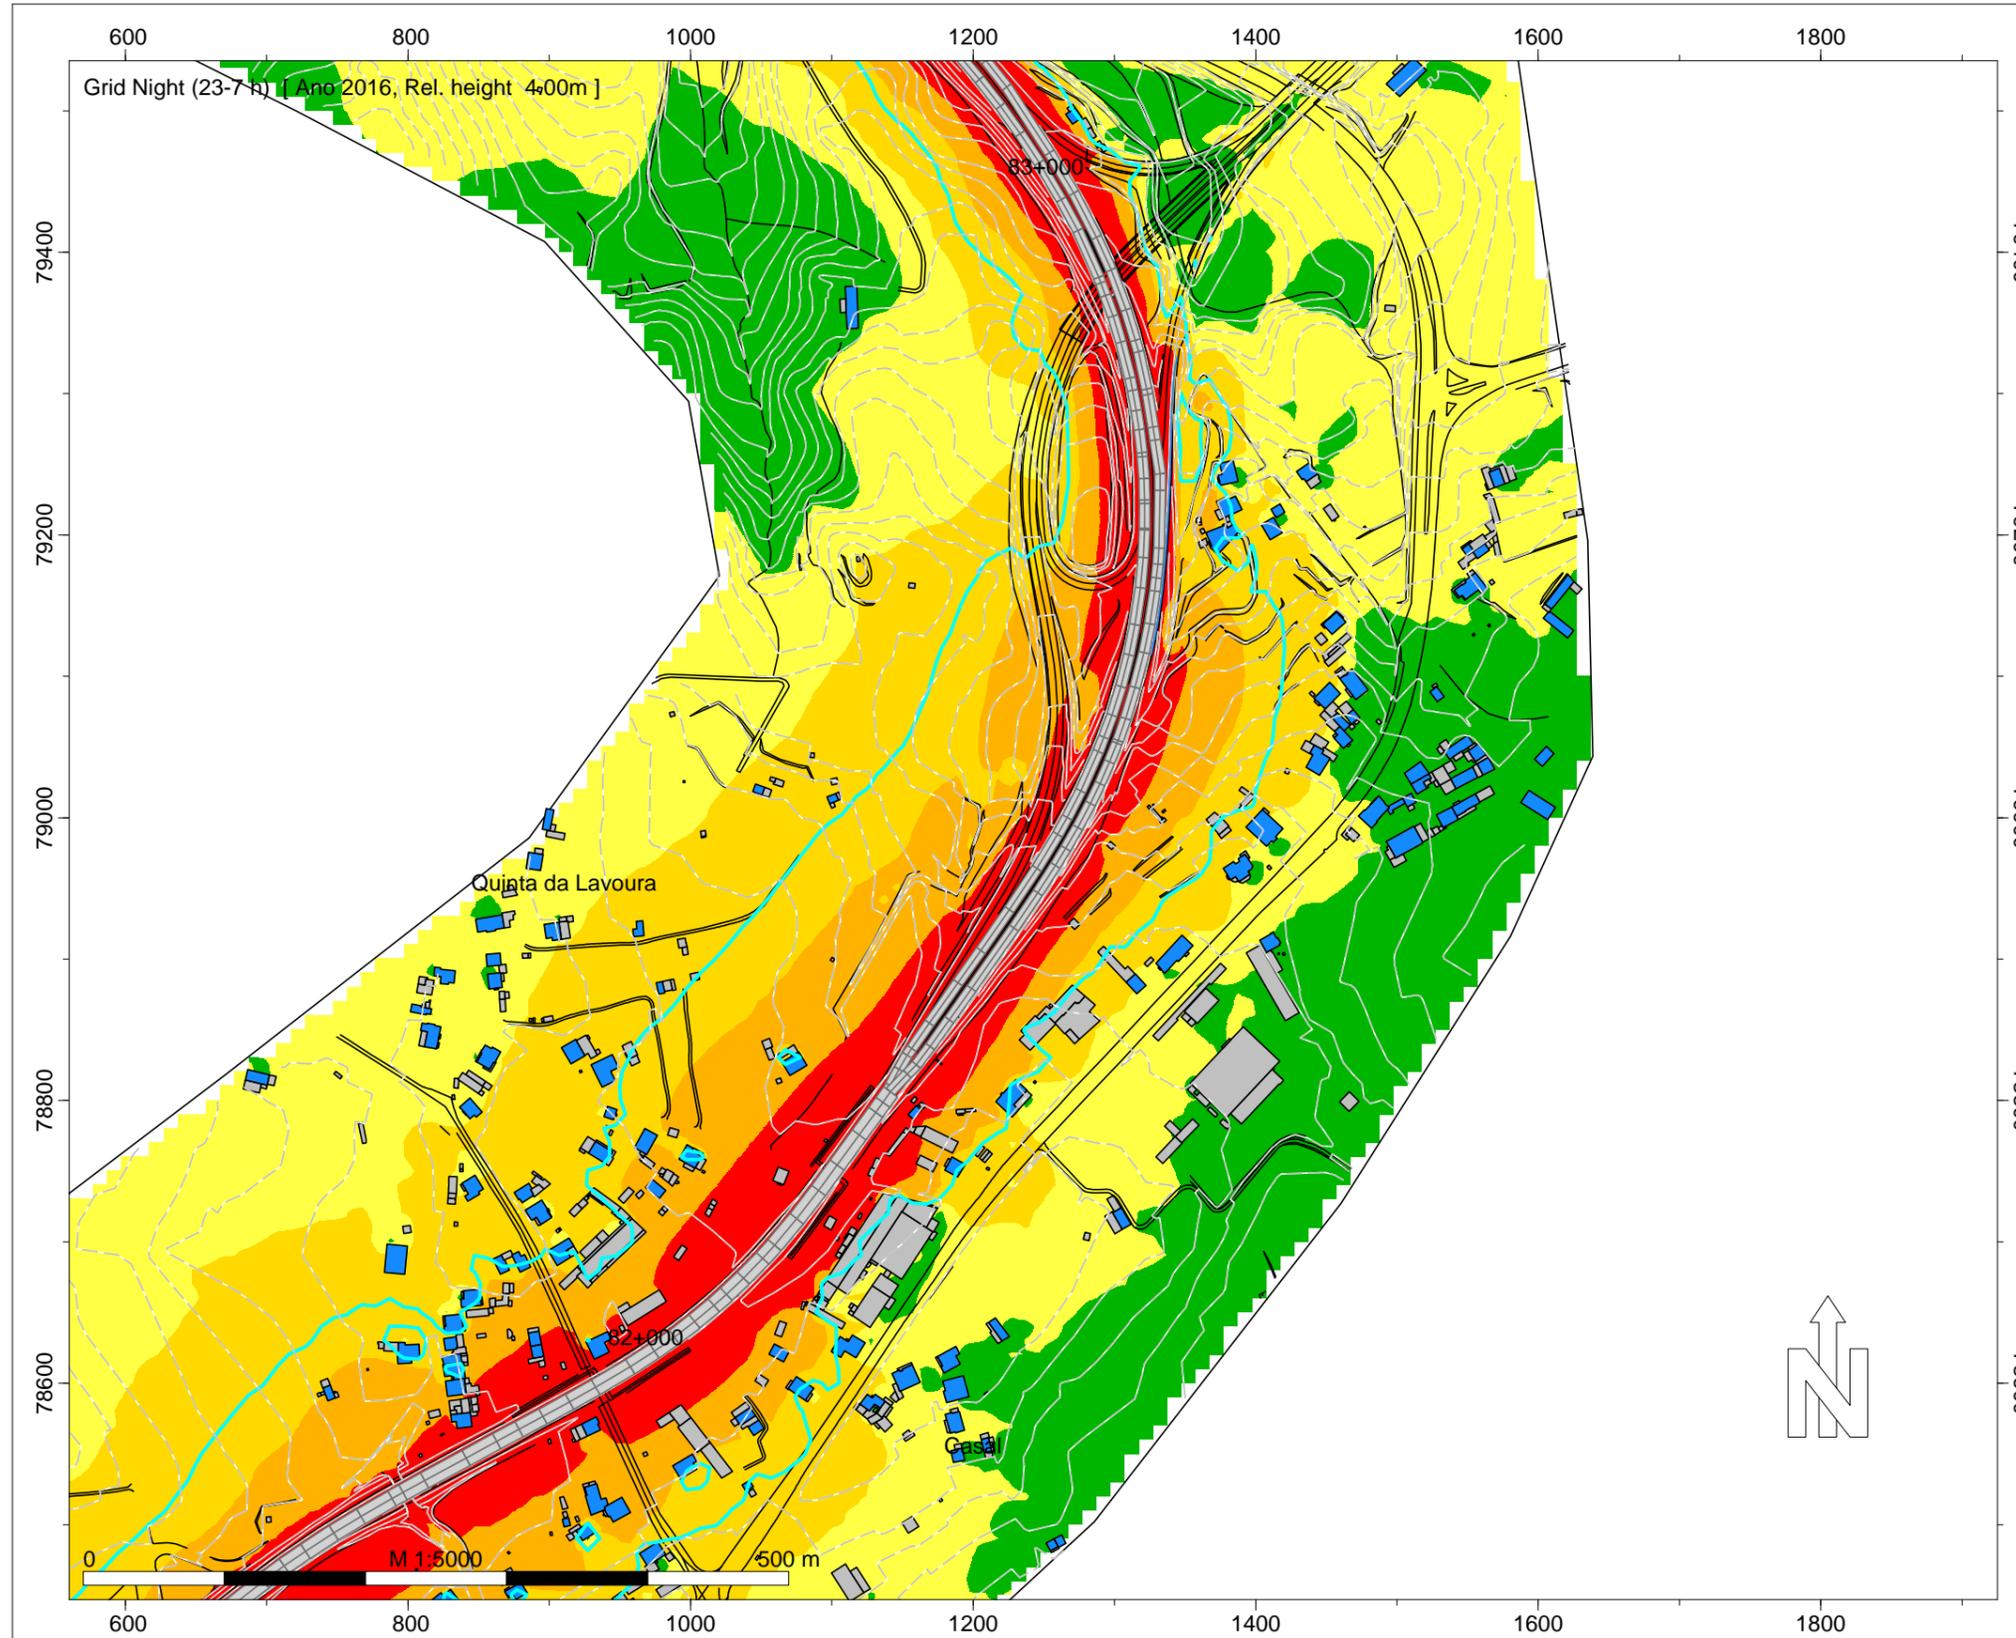 600 800 1000 1200 1400 1600 1800
Grid Night (23-7 h) [ Ano 2016, Rel. height 4.00m ]
83+000
79400
79200
79000
Quinta da Lavoura
78800
82+000
78600
Casal
N
0 M 1:5000 500 m
600 800 1000 1200 1400 1600 1800